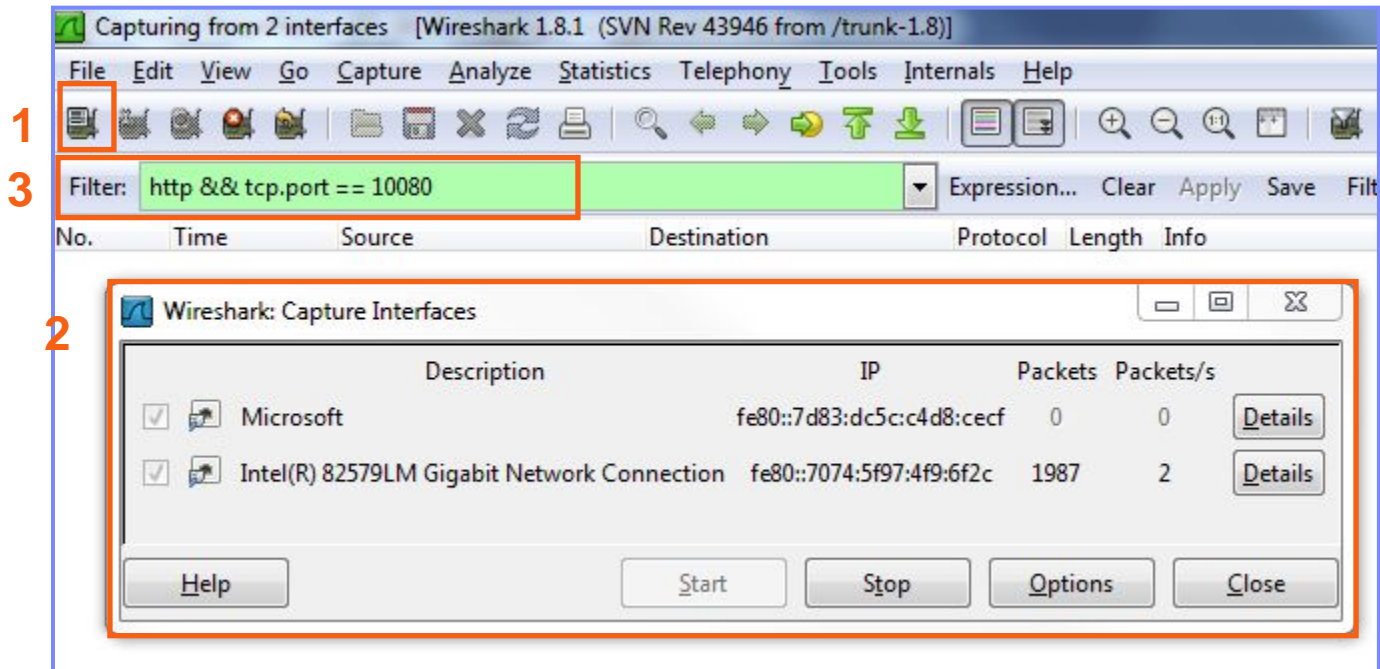 Capturing from 2 interfaces [Wireshark 1.8.1 (SVN Rev 43946 from /trunk-1.8)]
File Edit View Go Capture Analyze Statistics Telephony Tools Internals Help
1
3 Filter: http && tcp.port == 10080 Expression... Clear Apply Save Filt
No. Time Source Destination Protocol Length Info
2 Wireshark: Capture Interfaces
Description IP Packets Packets/s
Microsoft fe80::7d83:dc5c:c4d8:cecf 0 0 Details
Intel(R) 82579LM Gigabit Network Connection fe80::7074:5f97:4f9:6f2c 1987 2 Details
Help Start Stop Options Close